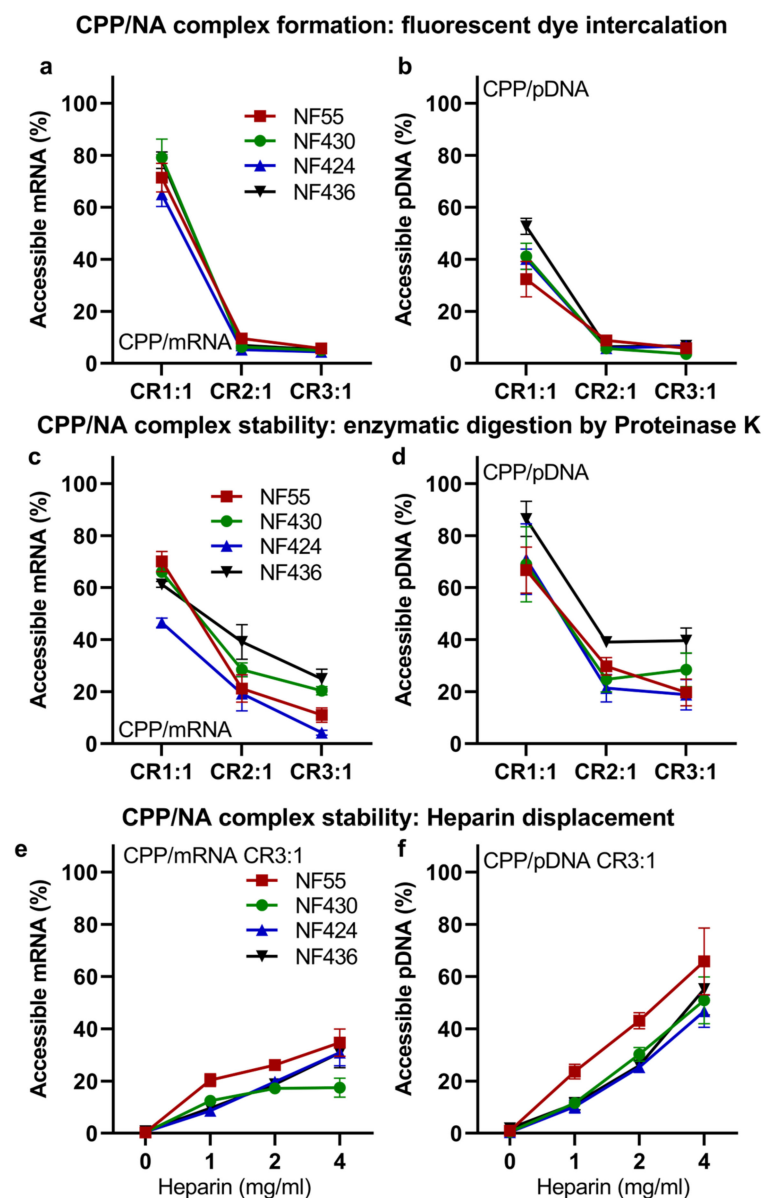 CPP/NA complex formation: fluorescent dye intercalation
a
Accessible mRNA (%)
100
80
60
40
20
0
NF55
NF430
NF424
NF436
CPP/mRNA
CR1:1 CR2:1 CR3:1
b
Accessible pDNA (%)
100
80
60
40
20
0
CPP/pDNA
CR1:1 CR2:1 CR3:1
CPP/NA complex stability: enzymatic digestion by Proteinase K
c
Accessible mRNA (%)
100
80
60
40
20
0
NF55
NF430
NF424
NF436
CPP/mRNA
CR1:1 CR2:1 CR3:1
d
Accessible pDNA (%)
100
80
60
40
20
0
CPP/pDNA
CR1:1 CR2:1 CR3:1
CPP/NA complex stability: Heparin displacement
e
Accessible mRNA (%)
100
80
60
40
20
0
CPP/mRNA CR3:1
NF55
NF430
NF424
NF436
0 1 2 4
Heparin (mg/ml)
f
Accessible pDNA (%)
100
80
60
40
20
0
CPP/pDNA CR3:1
0 1 2 4
Heparin (mg/ml)